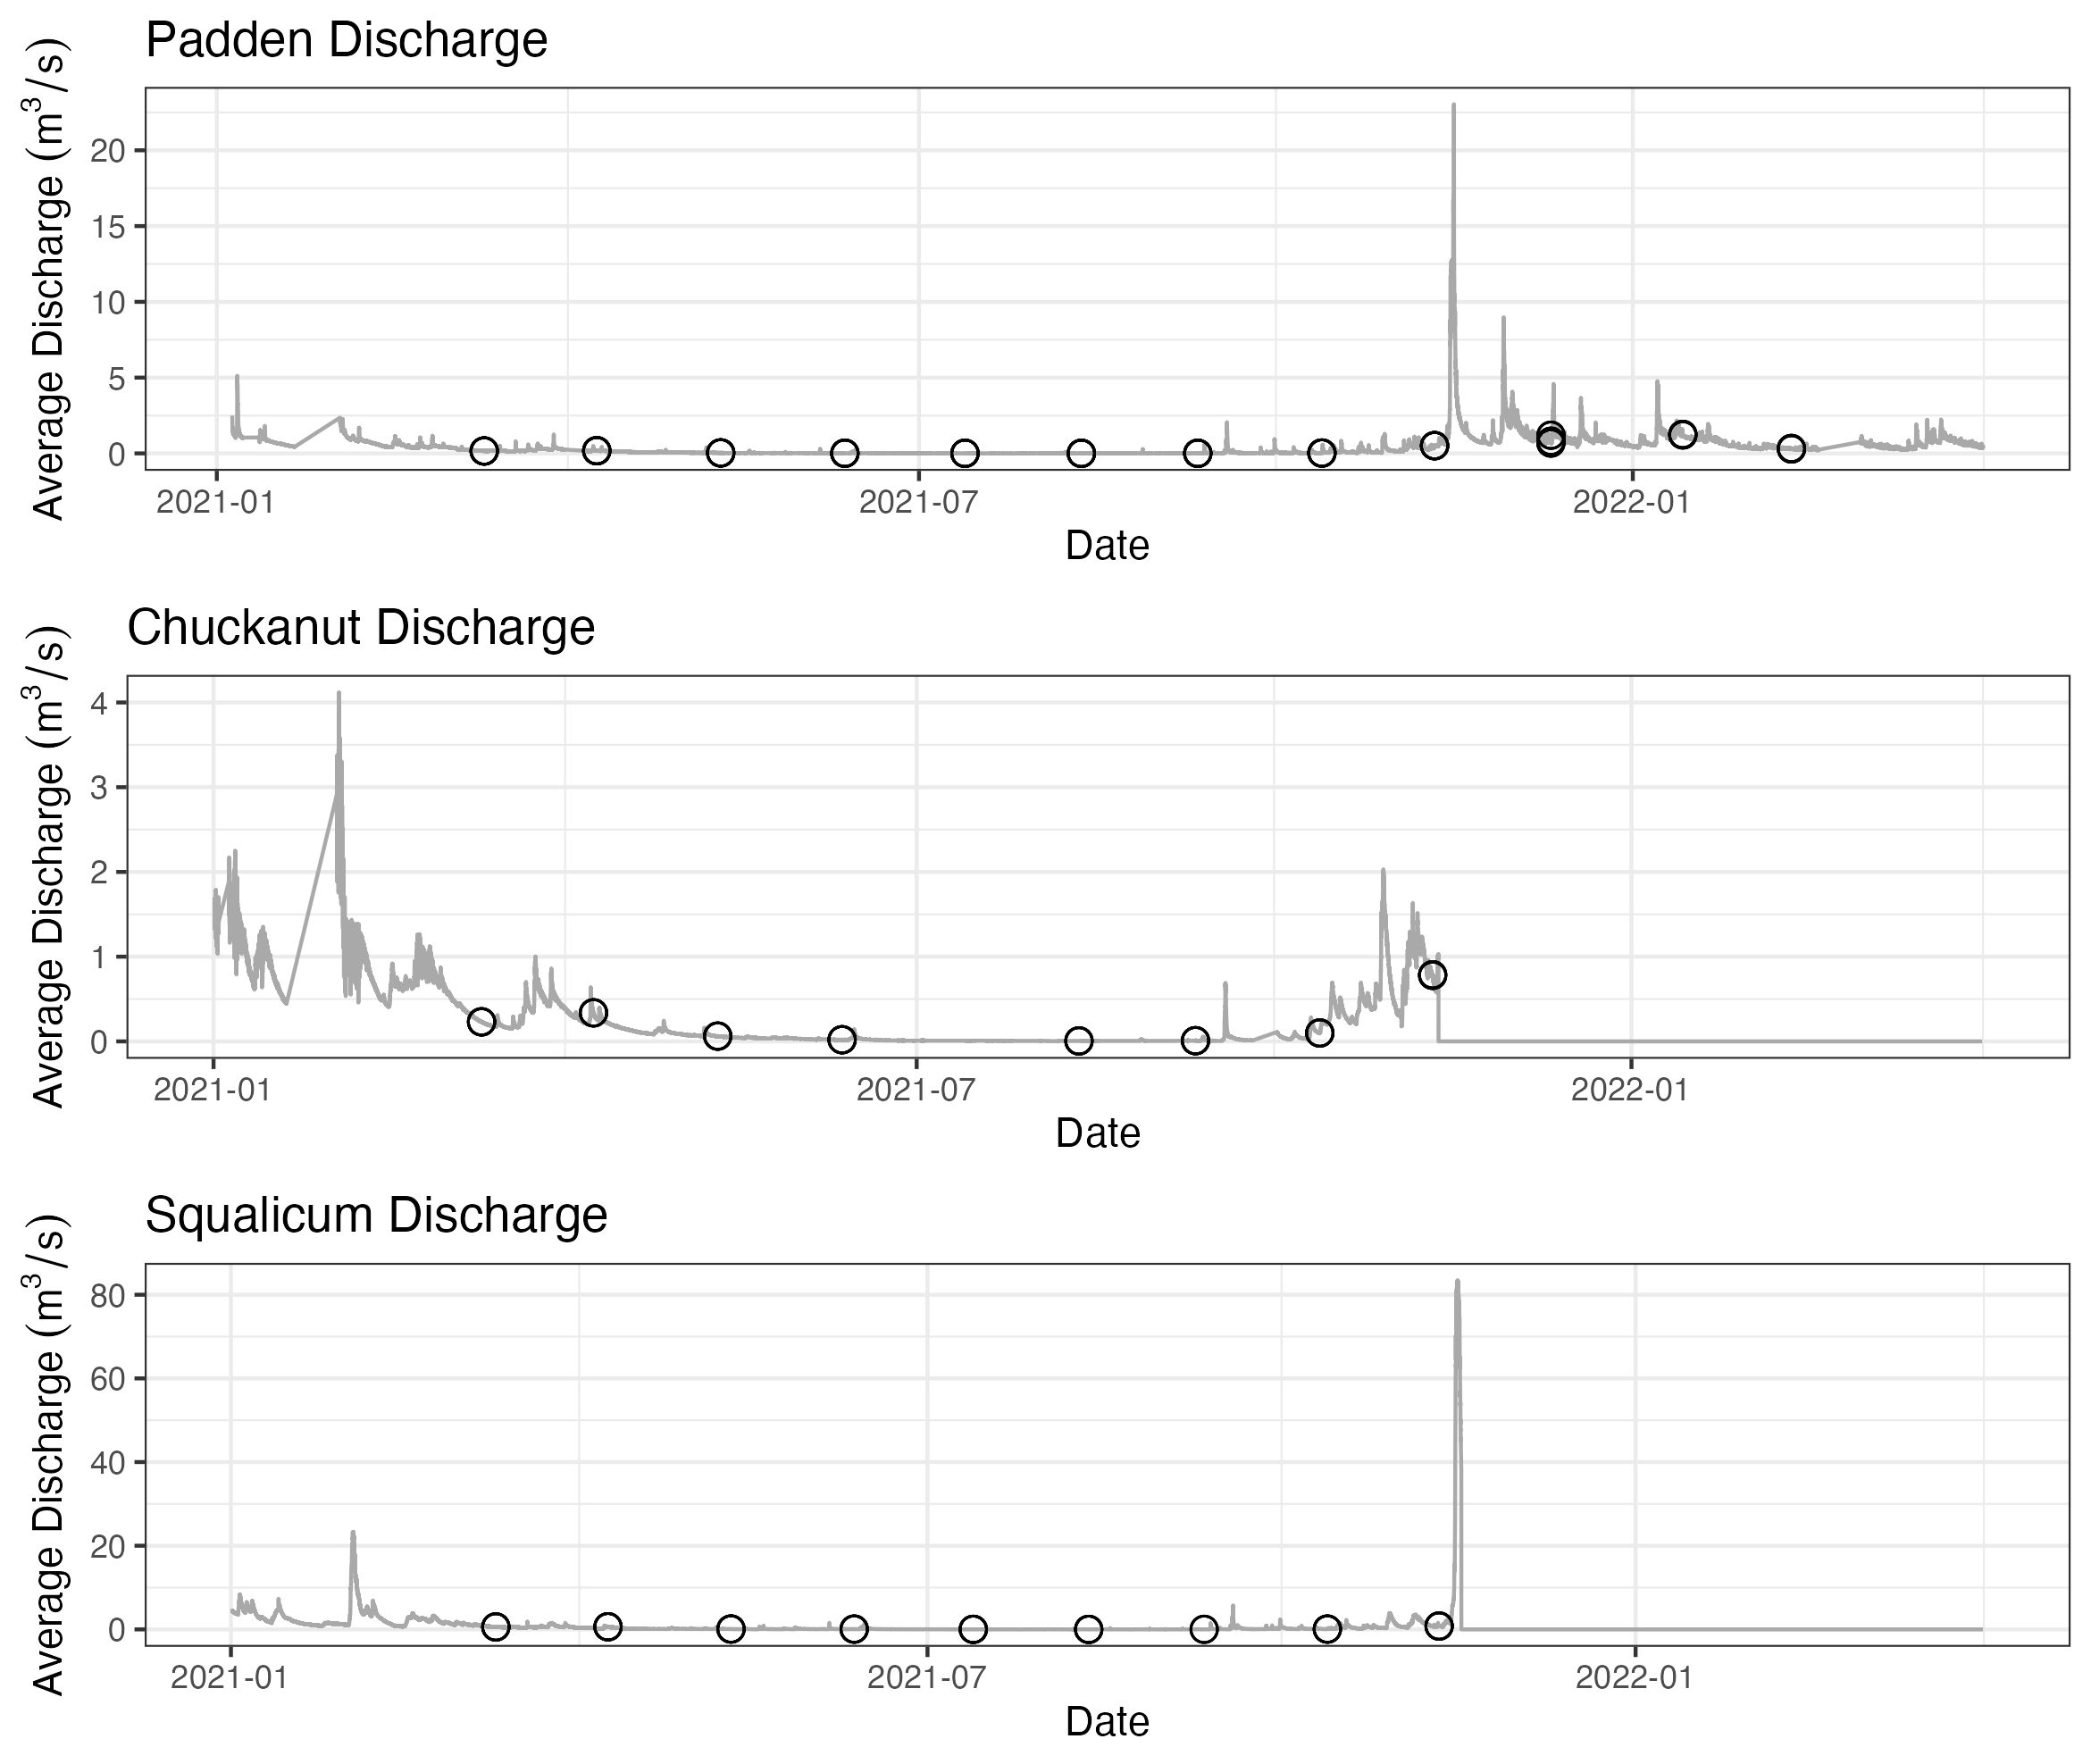 Padden Discharge
Average Discharge (m³/s)
20
15
10
5
0
2021-01
2021-07
2022-01
Date
Chuckanut Discharge
Average Discharge (m³/s)
4
3
2
1
0
2021-01
2021-07
2022-01
Date
Squalicum Discharge
Average Discharge (m³/s)
80
60
40
20
0
2021-01
2021-07
2022-01
Date